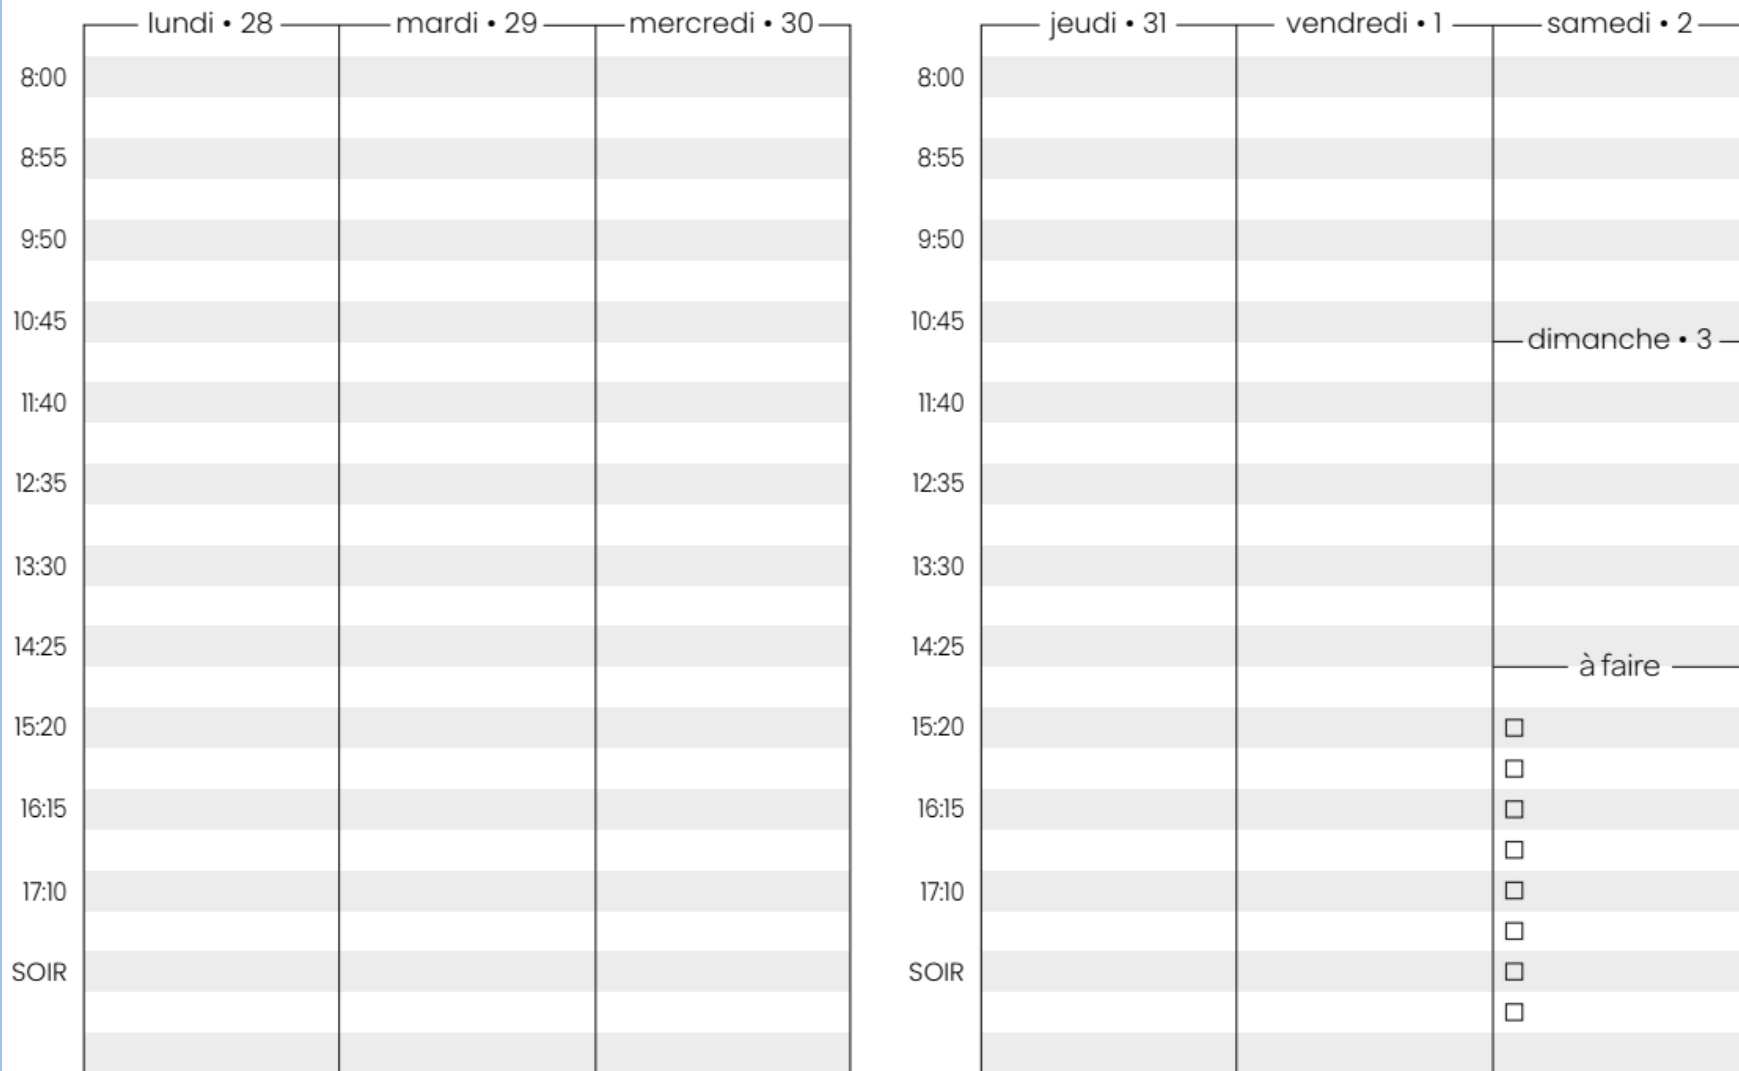 lundi • 28
mardi • 29
mercredi • 30
8:00
8:55
9:50
10:45
11:40
12:35
13:30
14:25
15:20
16:15
17:10
SOIR
jeudi • 31
vendredi • 1
samedi • 2
8:00
8:55
9:50
10:45
dimanche • 3
11:40
12:35
13:30
14:25
à faire
15:20
16:15
17:10
SOIR